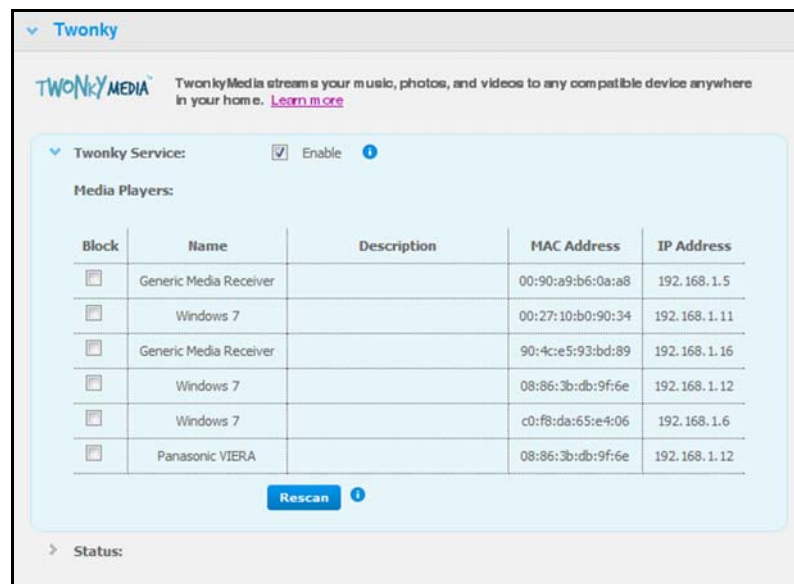 Twonky
TWONKY MEDIA™
TwonkyMedia streams your music, photos, and videos to any compatible device anywhere
in your home. Learn more
Twonky Service: Enable
Media Players:
Block Name Description MAC Address IP Address
Generic Media Receiver 00:90:a9:b6:0a:a8 192.168.1.5
Windows 7 00:27:10:b0:90:34 192.168.1.11
Generic Media Receiver 90:4c:e5:93:bd:89 192.168.1.16
Windows 7 08:86:3b:db:9f:6e 192.168.1.12
Windows 7 c0:f8:da:65:e4:06 192.168.1.6
Panasonic VIERA 08:86:3b:db:9f:6e 192.168.1.12
Rescan
Status: